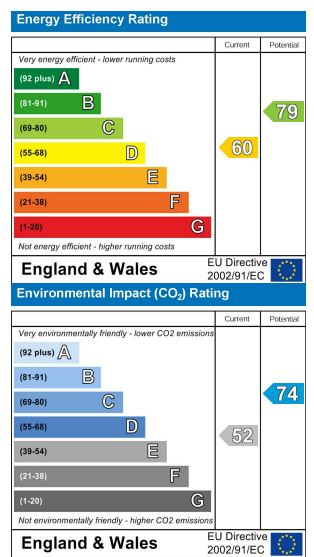 Energy Efficiency Rating
Current Potential
Very energy efficient - lower running costs
(92 plus) A
(81-91) B
(69-80) C
(55-68) D
(39-54) E
(21-38) F
(1-20) G
79
60
Not energy efficient - higher running costs
England & Wales
EU Directive
2002/91/EC
Environmental Impact (CO₂) Rating
Current Potential
Very environmentally friendly - lower CO2 emissions
(92 plus) A
(81-91) B
(69-80) C
(55-68) D
(39-54) E
(21-38) F
(1-20) G
74
52
Not environmentally friendly - higher CO2 emissions
England & Wales
EU Directive
2002/91/EC